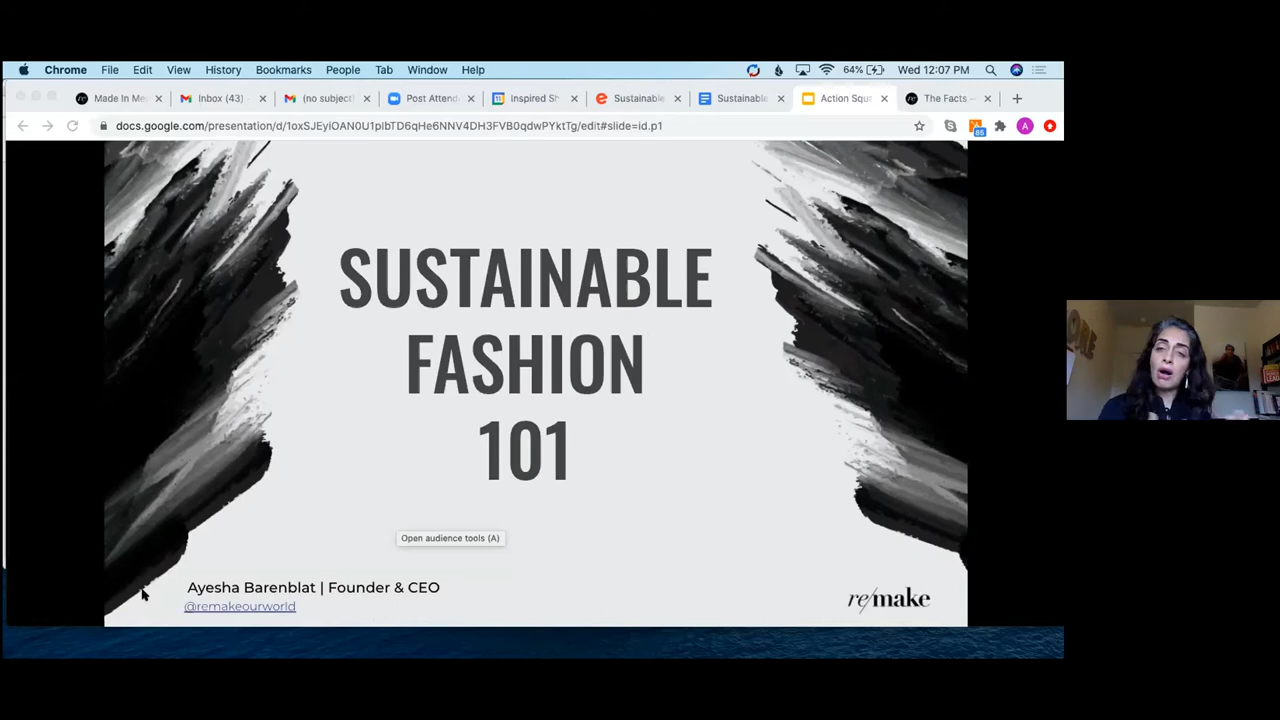 Chrome File Edit View History Bookmarks People Tab Window Help 64% Wed 12:07 PM
Made In Me Inbox (43) - (no subject) Post Attend Inspired Sh Sustainable Sustainable Action Squa The Facts –
docs.google.com/presentation/d/1oxSJEyiOAN0U1pIbTD6qHe6NNV4DH3FVB0qdwPYktTg/edit#slide=id.p1
85
A
SUSTAINABLE
FASHION
101
Open audience tools (A)
Ayesha Barenblat | Founder & CEO
@remakeourworld
re/make